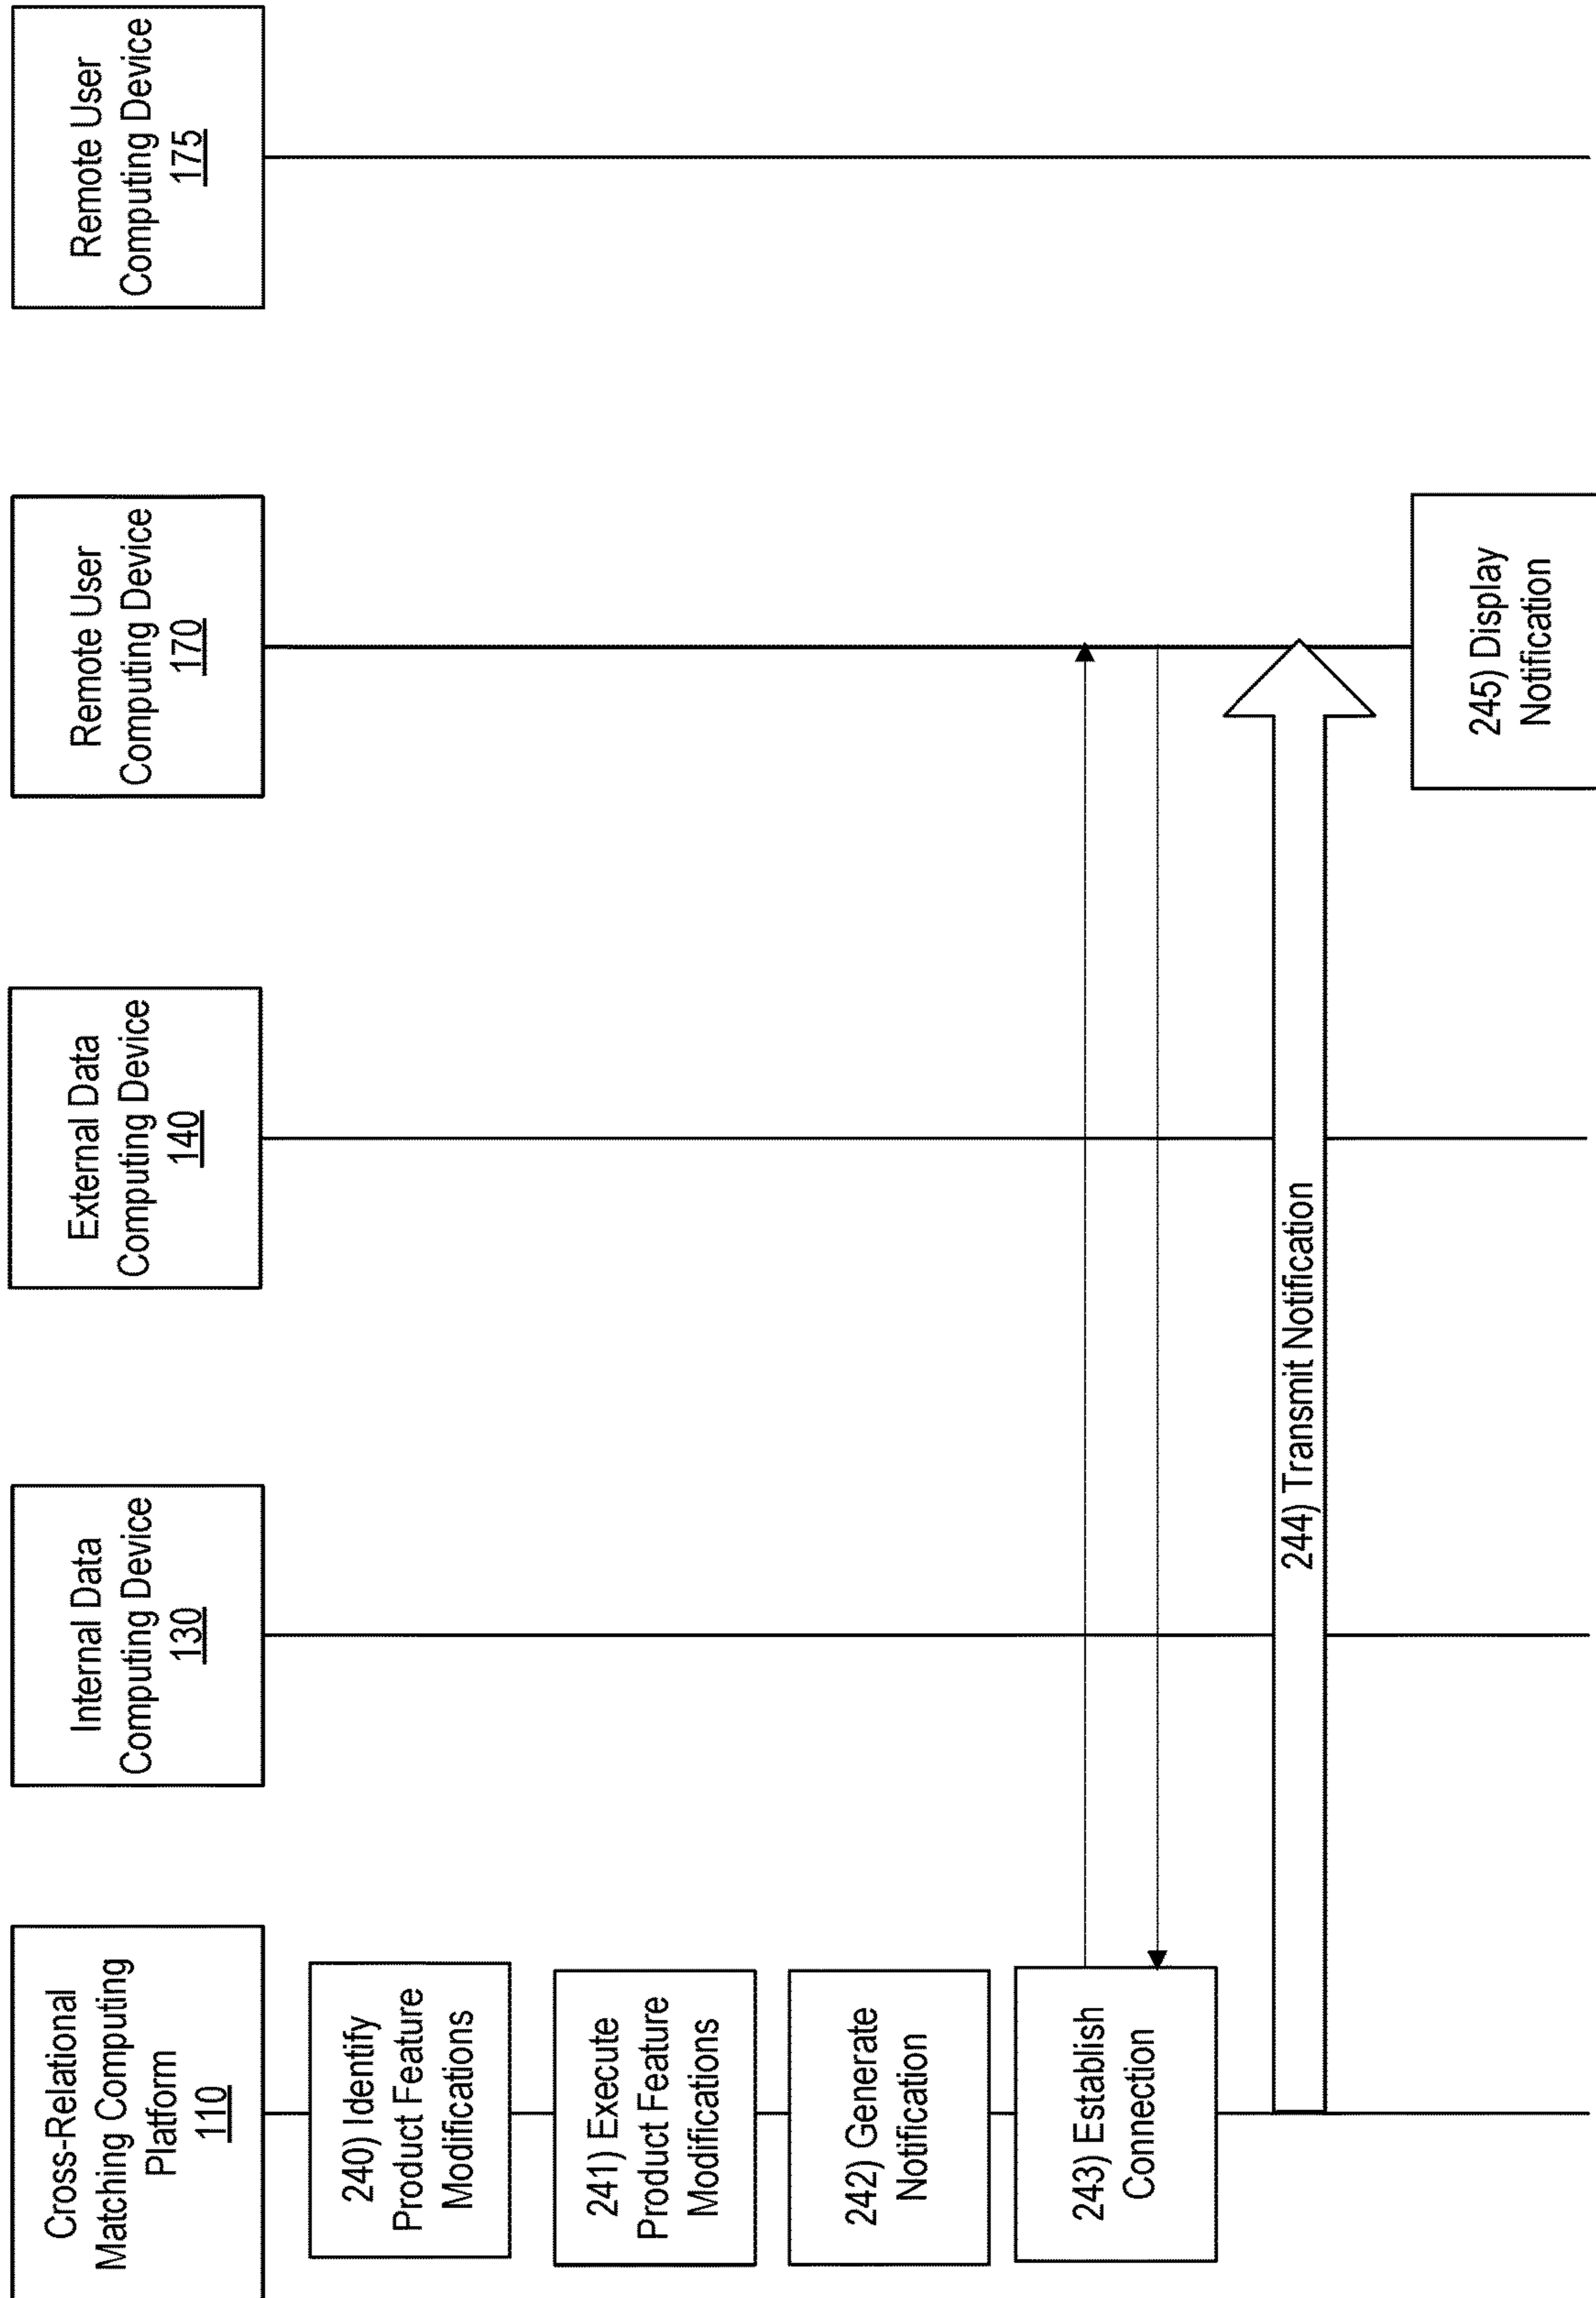 Cross-Relational
Matching Computing
Platform
110
Internal Data
Computing Device
130
External Data
Computing Device
140
Remote User
Computing Device
170
Remote User
Computing Device
175
240) Identify
Product Feature
Modifications
241) Execute
Product Feature
Modifications
242) Generate
Notification
243) Establish
Connection
244) Transmit Notification
245) Display
Notification